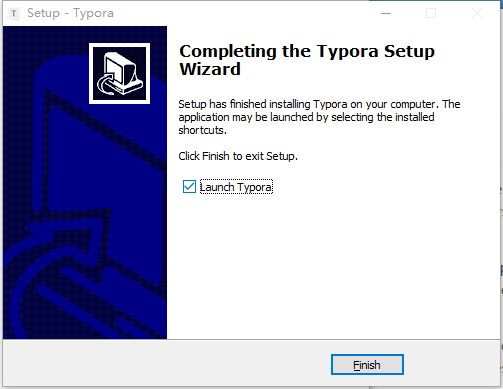 T Setup - Typora
Completing the Typora Setup
Wizard
Setup has finished installing Typora on your computer. The
application may be launched by selecting the installed
shortcuts.
Click Finish to exit Setup.
Launch Typora
Finish